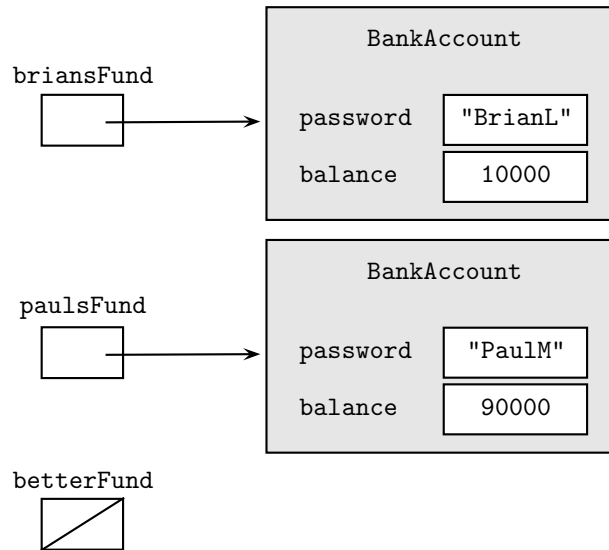 BankAccount
briansFund
password "BrianL"
balance 10000
BankAccount
paulsFund
password "PaulM"
balance 90000
betterFund